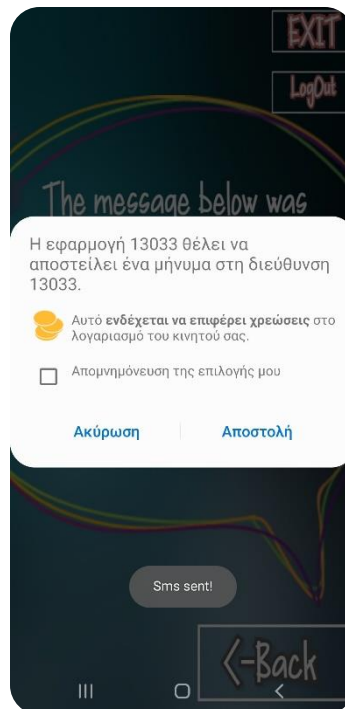 EXIT
LogOut
The message below was
Η εφαρμογή 13033 θέλει να
αποστείλει ένα μήνυμα στη διεύθυνση
13033.
Αυτό ενδέχεται να επιφέρει χρεώσεις στο
λογαριασμό του κινητού σας.
Απομνημόνευση της επιλογής μου
Ακύρωση
Αποστολή
Sms sent!
<-Back